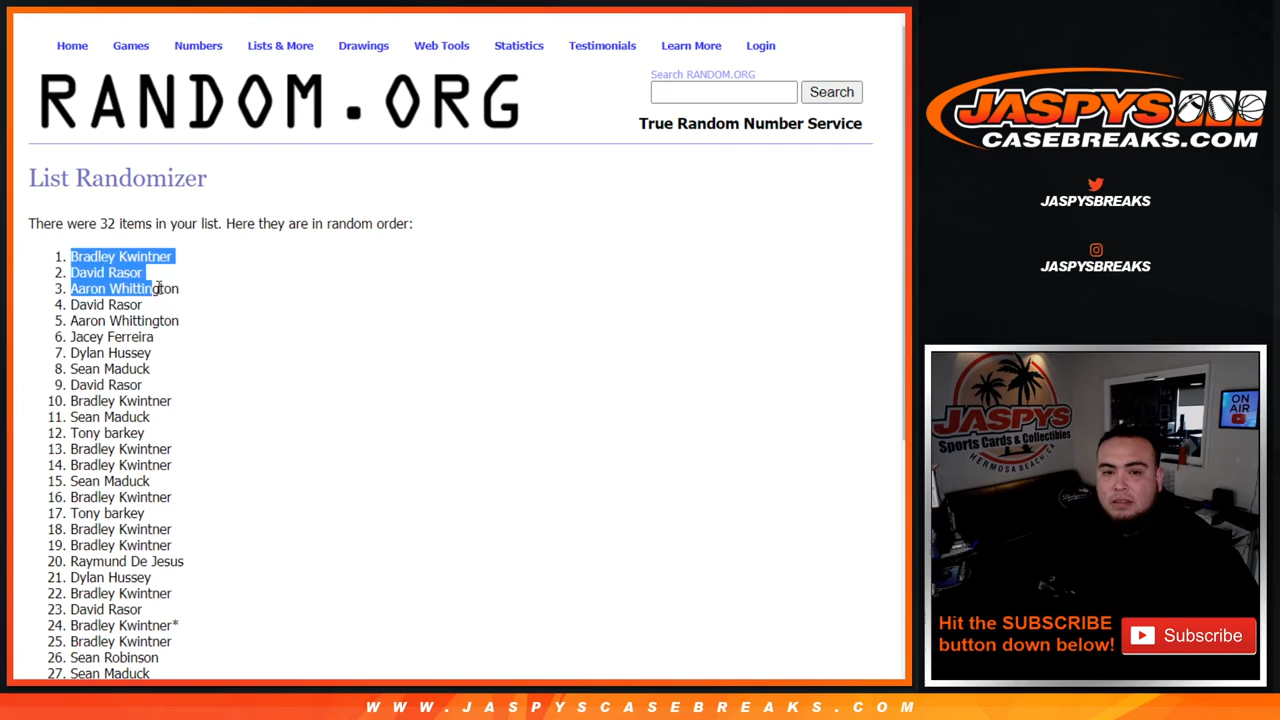 Home Games Numbers Lists & More Drawings Web Tools Statistics Testimonials Learn More Login
RANDOM.ORG
Search RANDOM.ORG
Search
True Random Number Service
List Randomizer
There were 32 items in your list. Here they are in random order:
1. Bradley Kwintner
2. David Rasor
3. Aaron Whittington
4. David Rasor
5. Aaron Whittington
6. Jacey Ferreira
7. Dylan Hussey
8. Sean Maduck
9. David Rasor
10. Bradley Kwintner
11. Sean Maduck
12. Tony barkey
13. Bradley Kwintner
14. Bradley Kwintner
15. Sean Maduck
16. Bradley Kwintner
17. Tony barkey
18. Bradley Kwintner
19. Bradley Kwintner
20. Raymund De Jesus
21. Dylan Hussey
22. Bradley Kwintner
23. David Rasor
24. Bradley Kwintner*
25. Bradley Kwintner
26. Sean Robinson
27. Sean Maduck
JASPYS
CASEBREAKS.COM
JASPYSBREAKS
JASPYSBREAKS
JASPYS
Sports Cards & Collectibles
HERMOSA BEACH, CA
ON
AIR
Dodgers
Hit the SUBSCRIBE
button down below!
Subscribe
WWW.JASPYSCASEBREAKS.COM